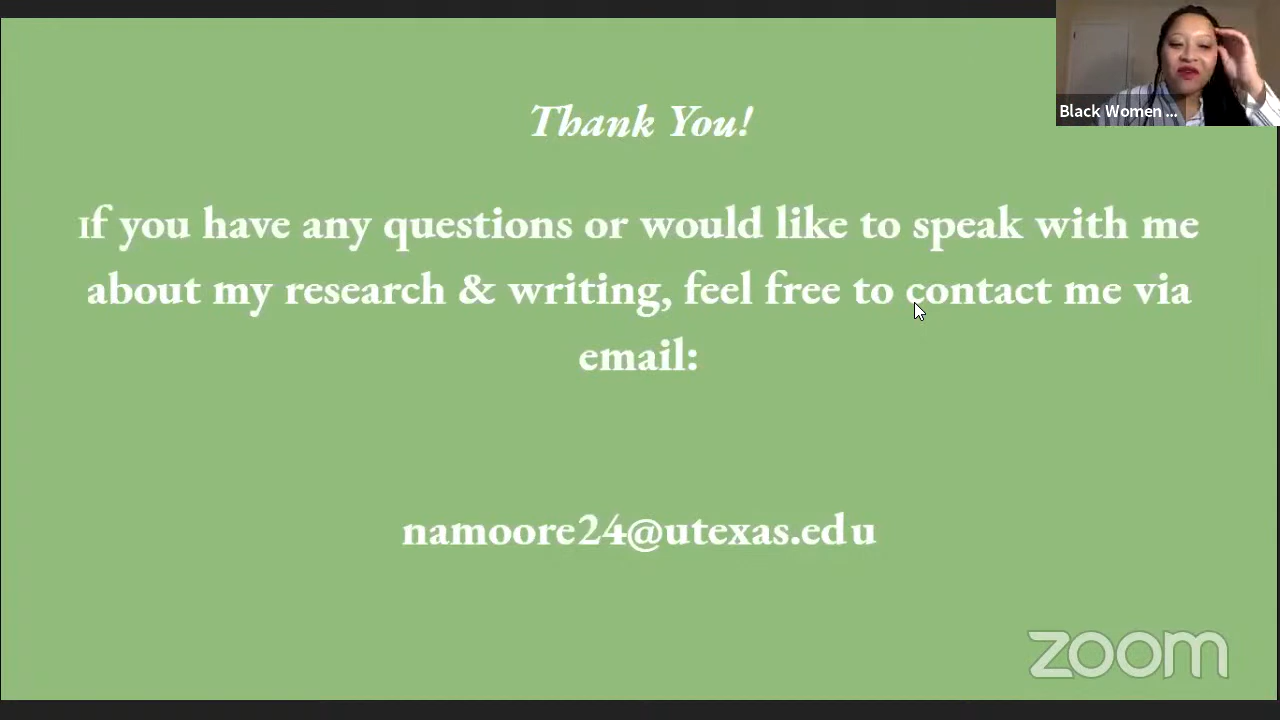 Black Women ...
Thank You!
If you have any questions or would like to speak with me
about my research & writing, feel free to contact me via
email:
namoore24@utexas.edu
zoom